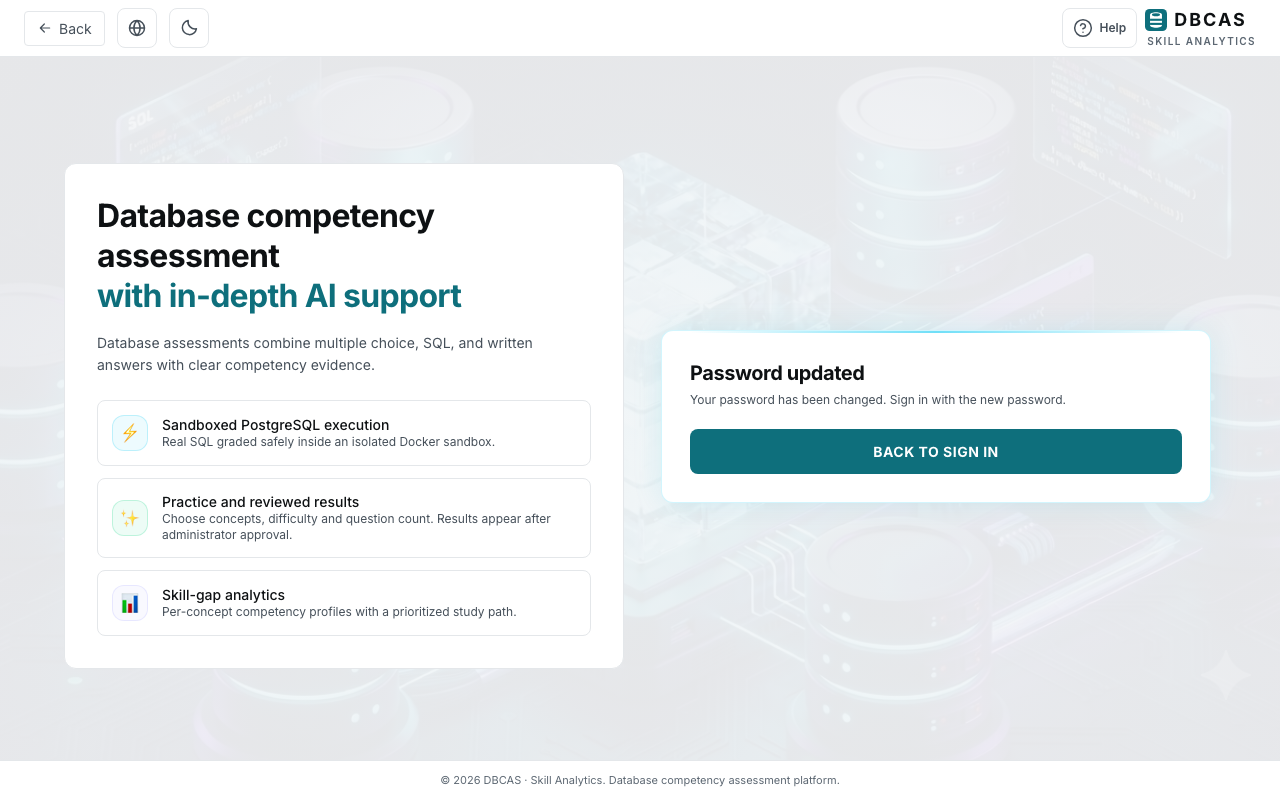 Back
Help
DBCAS
SKILL ANALYTICS
SQL
Database competency
assessment
with in-depth AI support
Database assessments combine multiple choice, SQL, and written
answers with clear competency evidence.
Sandboxed PostgreSQL execution
Real SQL graded safely inside an isolated Docker sandbox.
Practice and reviewed results
Choose concepts, difficulty and question count. Results appear after
administrator approval.
Skill-gap analytics
Per-concept competency profiles with a prioritized study path.
Password updated
Your password has been changed. Sign in with the new password.
BACK TO SIGN IN
© 2026 DBCAS · Skill Analytics. Database competency assessment platform.